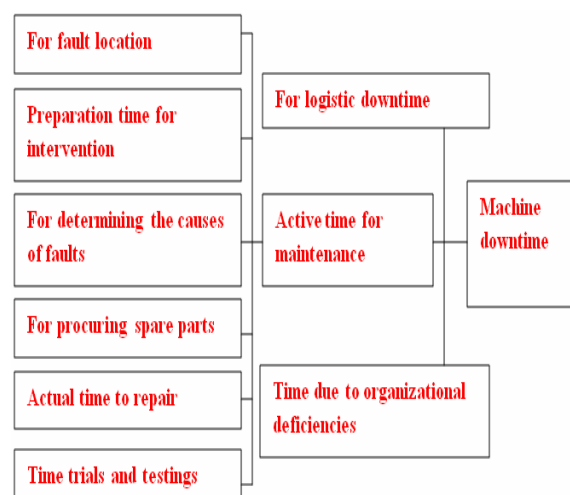 For fault location
Preparation time for
intervention
For determining the causes
of faults
For procuring spare parts
Actual time to repair
Time trials and testings
For logistic downtime
Active time for
maintenance
Time due to organizational
deficiencies
Machine
downtime